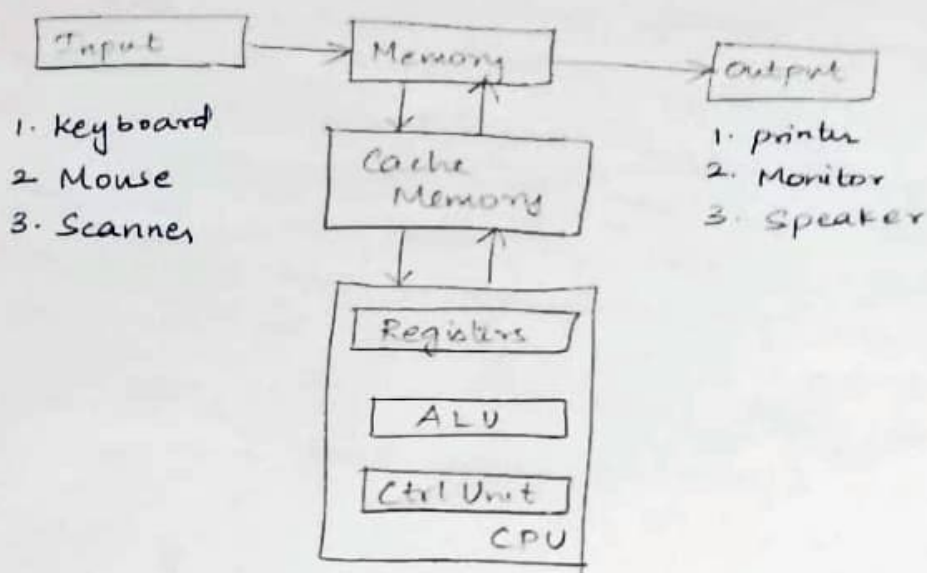 Input
Memory
Output
1. Keyboard
2 Mouse
3. Scanner
1. printer
2. Monitor
3. Speaker
Cache
Memory
Registers
ALU
Ctrl Unit
CPU